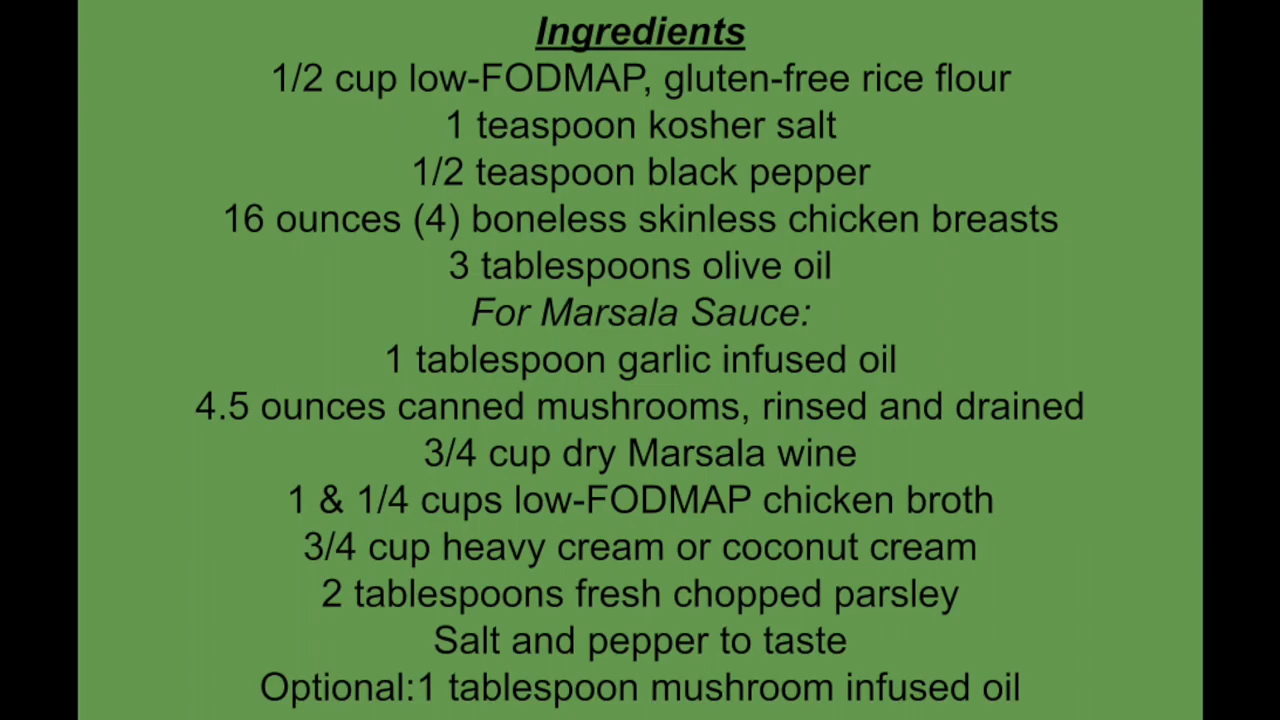 Ingredients
1/2 cup low-FODMAP, gluten-free rice flour
1 teaspoon kosher salt
1/2 teaspoon black pepper
16 ounces (4) boneless skinless chicken breasts
3 tablespoons olive oil
For Marsala Sauce:
1 tablespoon garlic infused oil
4.5 ounces canned mushrooms, rinsed and drained
3/4 cup dry Marsala wine
1 & 1/4 cups low-FODMAP chicken broth
3/4 cup heavy cream or coconut cream
2 tablespoons fresh chopped parsley
Salt and pepper to taste
Optional:1 tablespoon mushroom infused oil